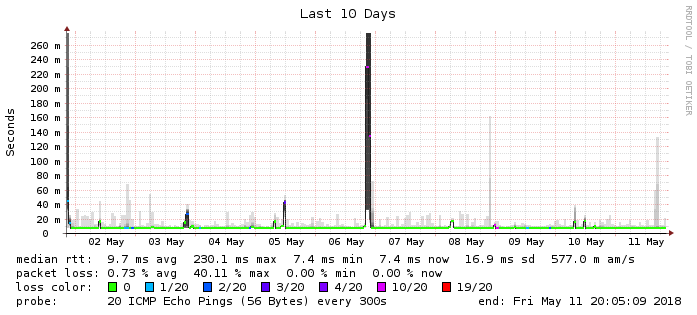 Last 10 Days
RRDTOOL / TOBI OETIKER
Seconds
260 m
240 m
220 m
200 m
180 m
160 m
140 m
120 m
100 m
80 m
60 m
40 m
20 m
0
02 May 03 May 04 May 05 May 06 May 07 May 08 May 09 May 10 May 11 May
median rtt: 9.7 ms avg 230.1 ms max 7.4 ms min 7.4 ms now 16.9 ms sd 577.0 m am/s
packet loss: 0.73 % avg 40.11 % max 0.00 % min 0.00 % now
loss color: 0 1/20 2/20 3/20 4/20 10/20 19/20
probe: 20 ICMP Echo Pings (56 Bytes) every 300s end: Fri May 11 20:05:09 2018